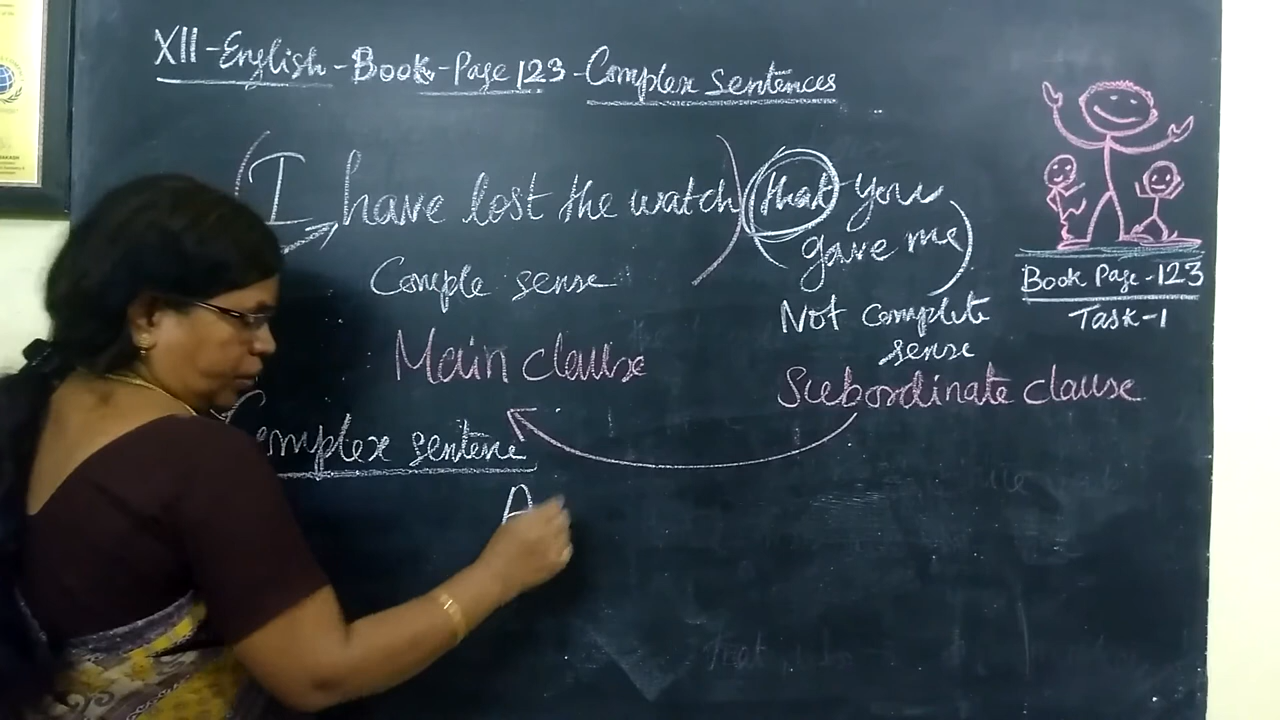 XII-English-Book-Page 123-Complex sentences
I have lost the watch that you
gave me
Comple sense
Not complete
sense
Main clause
Subordinate clause
Complex sentence
A
Book Page-123
Task-1